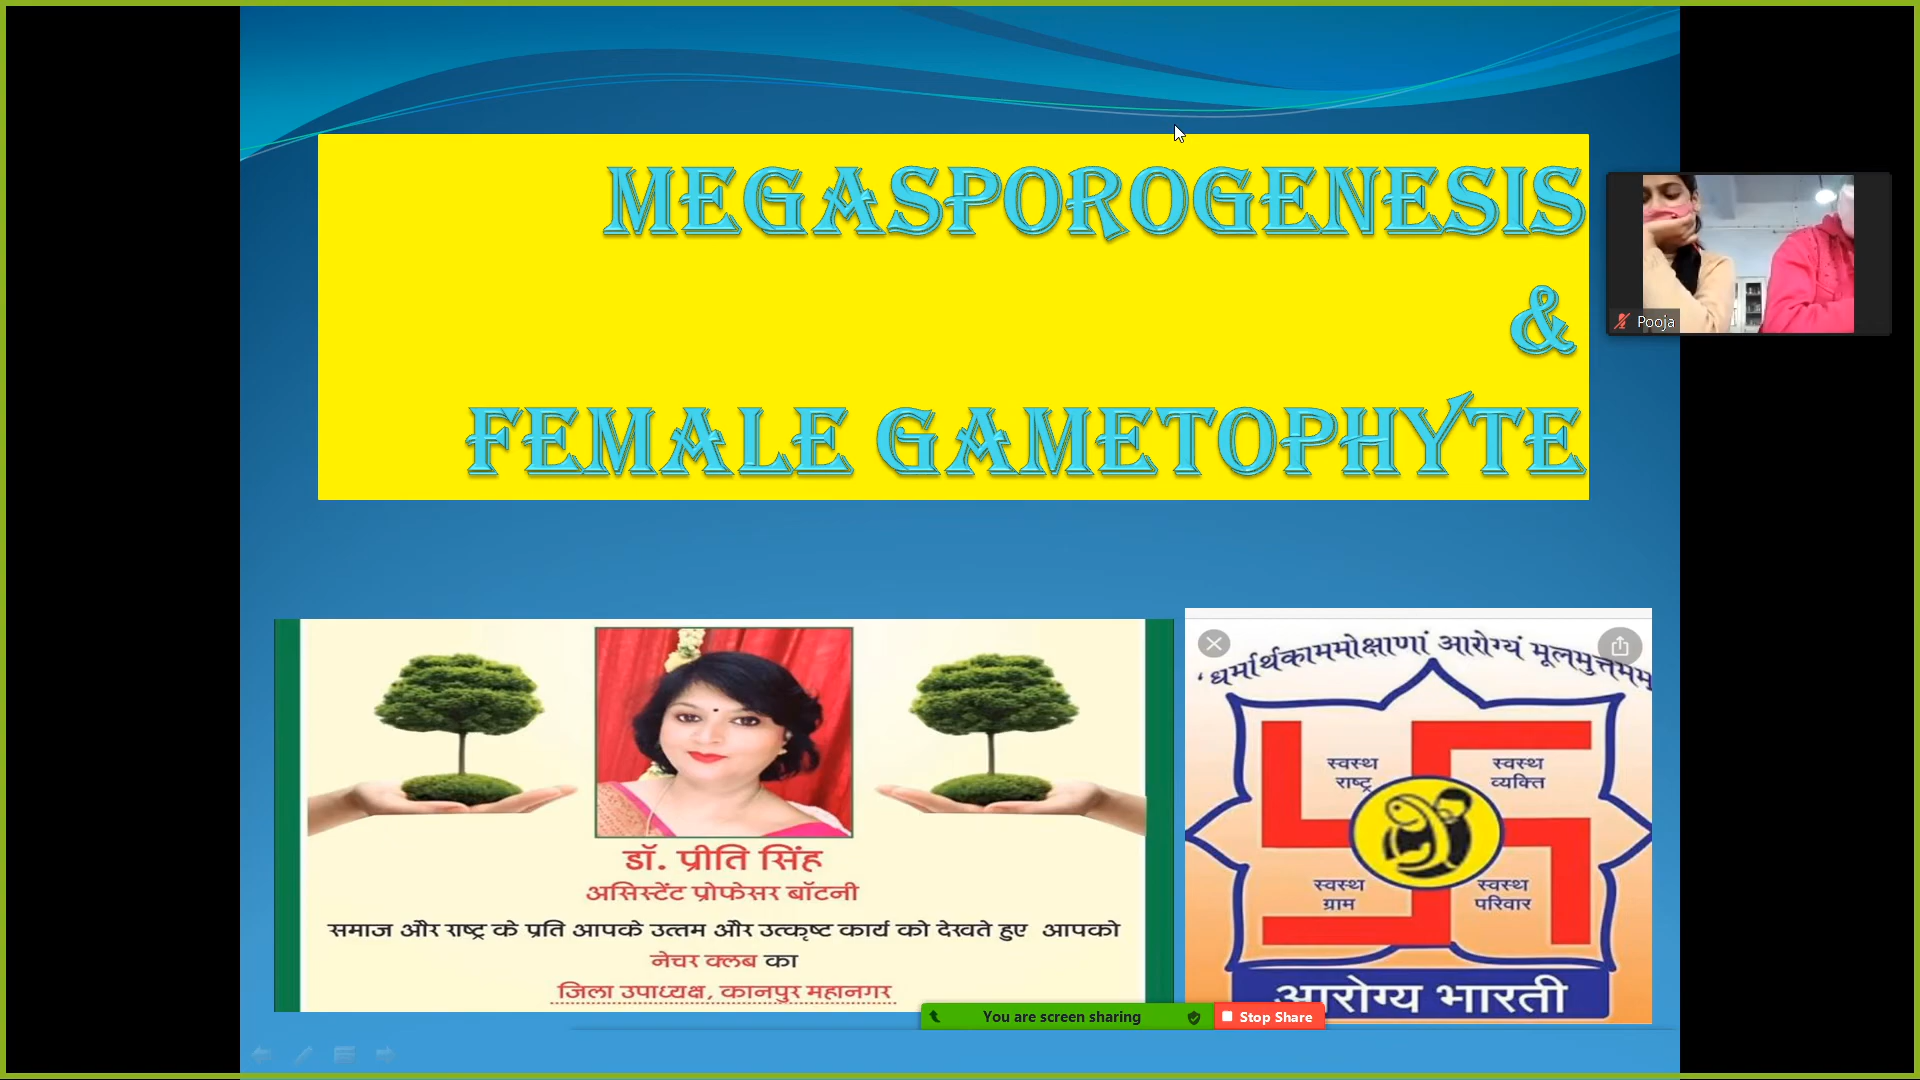 MEGASPOROGENESIS
&
FEMALE GAMETOPHYTE
Pooja
डॉ. प्रीति सिंह
असिस्टेंट प्रोफेसर बॉटनी
समाज और राष्ट्र के प्रति आपके उत्तम और उत्कृष्ट कार्य को देखते हुए आपको
नेचर क्लब का
जिला उपाध्यक्ष, कानपुर महानगर
'धर्मार्थकाममोक्षाणां आरोग्यं मूलमुत्तमम
स्वस्थ
राष्ट्र
स्वस्थ
व्यक्ति
स्वस्थ
ग्राम
स्वस्थ
परिवार
आरोग्य भारती
You are screen sharing
Stop Share